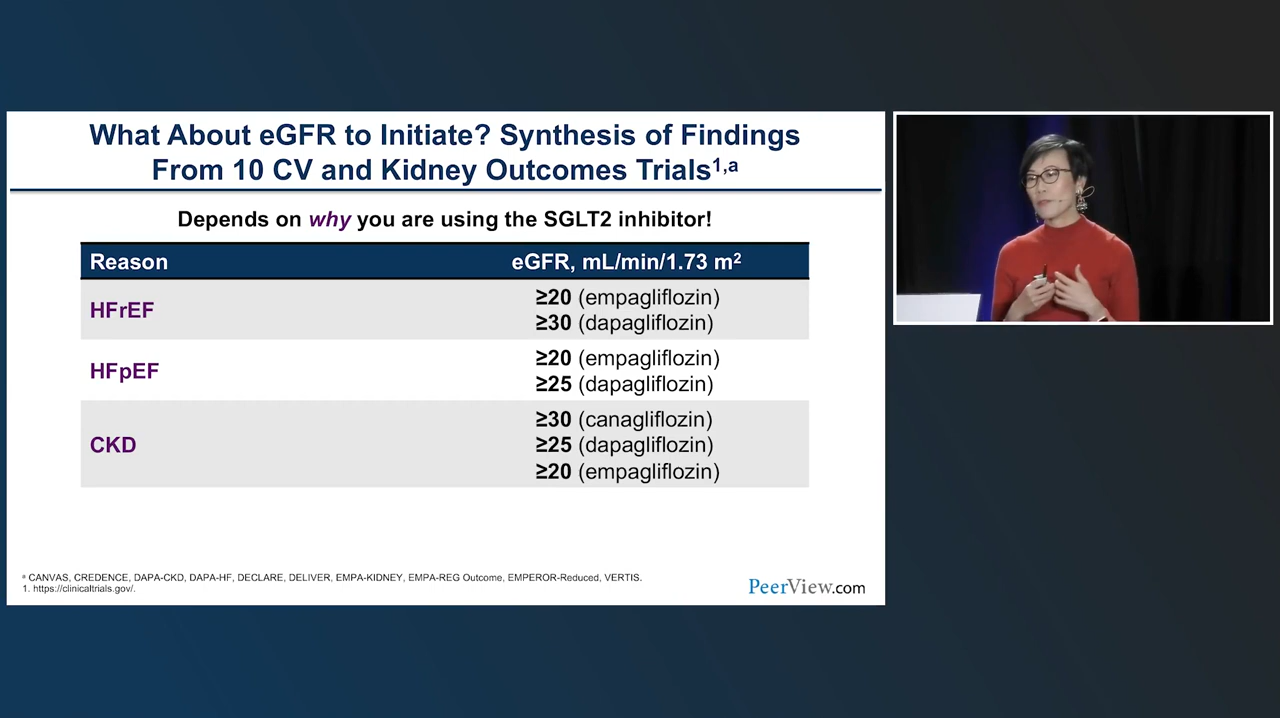 What About eGFR to Initiate? Synthesis of Findings
From 10 CV and Kidney Outcomes Trials1,a
Depends on why you are using the SGLT2 inhibitor!
Reason eGFR, mL/min/1.73 m2
HFrEF
≥20 (empagliflozin)
≥30 (dapagliflozin)
HFpEF
≥20 (empagliflozin)
≥25 (dapagliflozin)
CKD
≥30 (canagliflozin)
≥25 (dapagliflozin)
≥20 (empagliflozin)
a CANVAS, CREDENCE, DAPA-CKD, DAPA-HF, DECLARE, DELIVER, EMPA-KIDNEY, EMPA-REG Outcome, EMPEROR-Reduced, VERTIS.
1. https://clinicaltrials.gov/.
PeerView.com